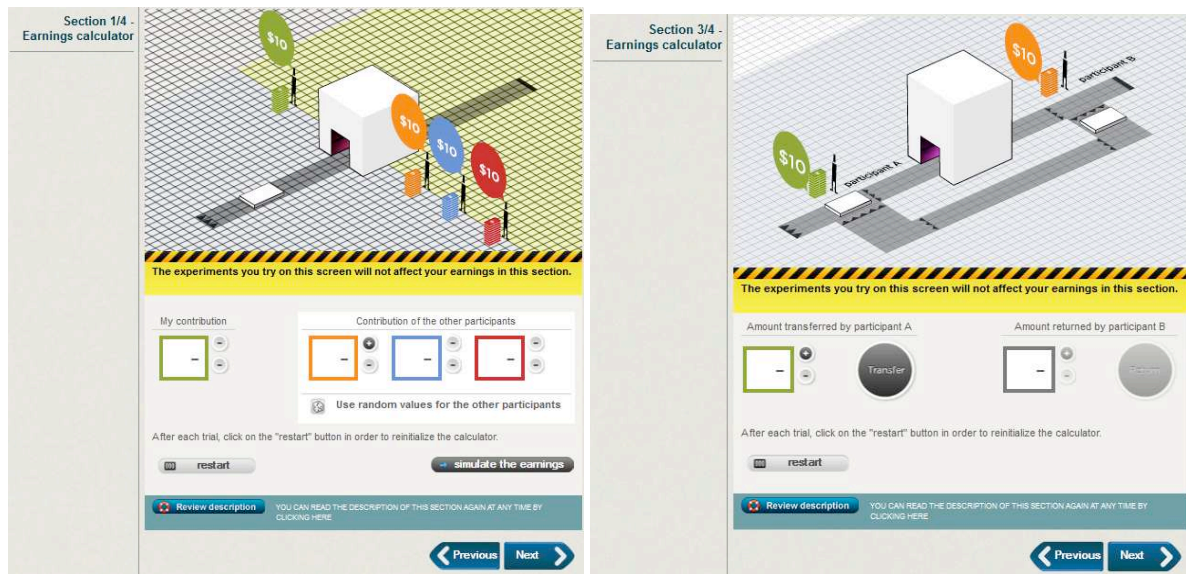 Section 1/4 -
Earnings calculator
$10
$10
$10
$10
The experiments you try on this screen will not affect your earnings in this section.
My contribution
Contribution of the other participants
Use random values for the other participants
After each trial, click on the "restart" button in order to reinitialize the calculator.
restart
simulate the earnings
Review description
YOU CAN READ THE DESCRIPTION OF THIS SECTION AGAIN AT ANY TIME BY
CLICKING HERE
Previous
Next
Section 3/4 -
Earnings calculator
$10
participant B
$10
participant A
The experiments you try on this screen will not affect your earnings in this section.
Amount transferred by participant A
Amount returned by participant B
Transfer
After each trial, click on the "restart" button in order to reinitialize the calculator.
restart
Review description
YOU CAN READ THE DESCRIPTION OF THIS SECTION AGAIN AT ANY TIME BY
CLICKING HERE
Previous
Next